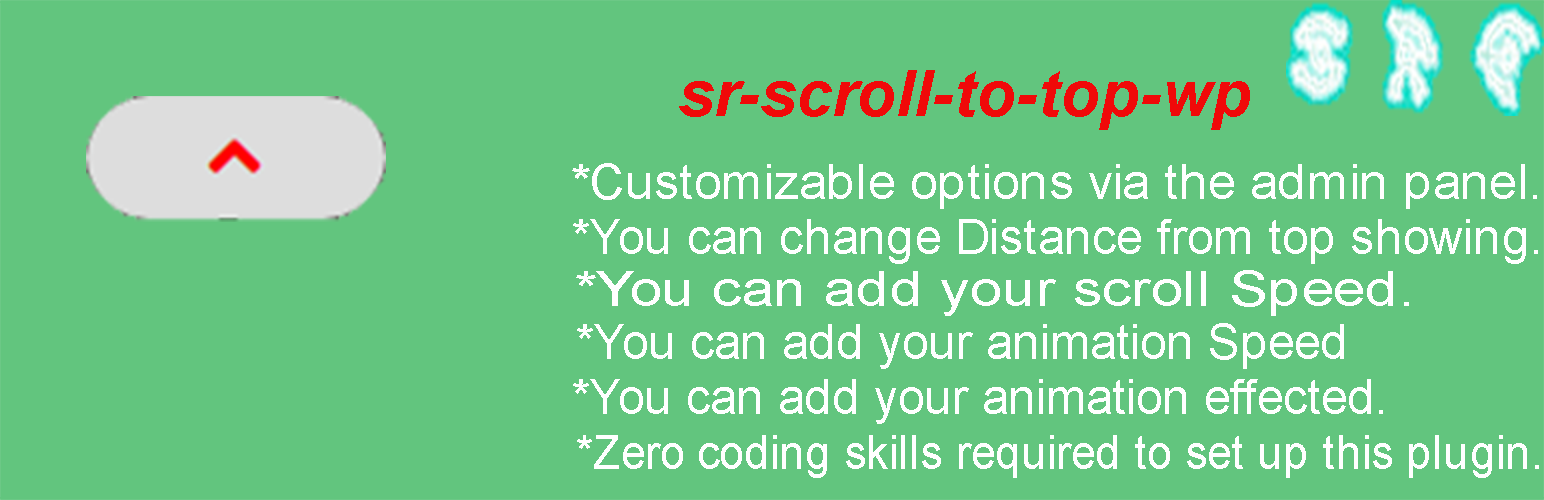 sr-scroll-to-top-wp
*Customizable options via the admin panel.
*You can change Distance from top showing.
*You can add your scroll Speed.
*You can add your animation Speed
*You can add your animation effected.
*Zero coding skills required to set up this plugin.